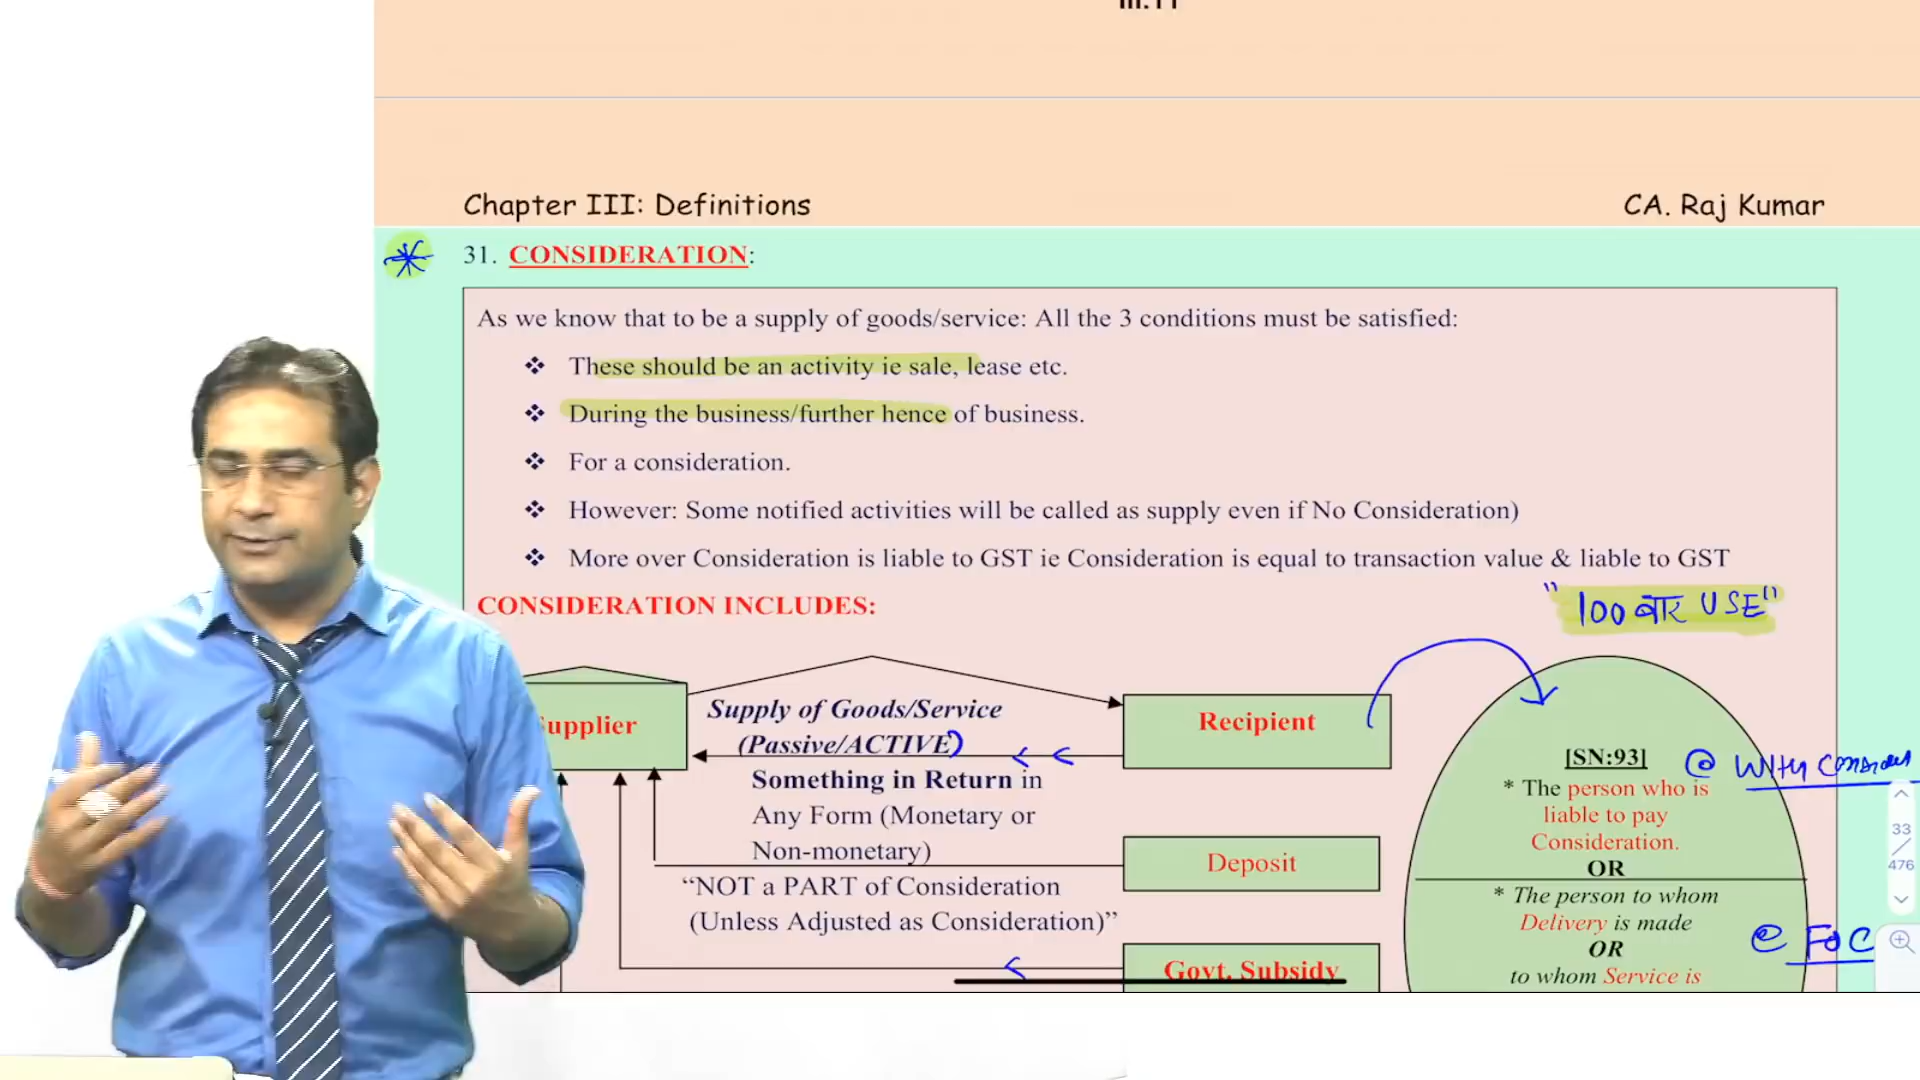 Chapter III: Definitions
CA. Raj Kumar
31. CONSIDERATION:
As we know that to be a supply of goods/service: All the 3 conditions must be satisfied:
❖ These should be an activity ie sale, lease etc.
❖ During the business/further hence of business.
❖ For a consideration.
❖ However: Some notified activities will be called as supply even if No Consideration)
❖ More over Consideration is liable to GST ie Consideration is equal to transaction value & liable to GST
CONSIDERATION INCLUDES:
"100 बार USE"
upplier
Supply of Goods/Service
(Passive/ACTIVE)
Something in Return in
Any Form (Monetary or
Non-monetary)
"NOT a PART of Consideration
(Unless Adjusted as Consideration)"
Recipient
Deposit
Govt. Subsidy
[SN:93]
* The person who is
liable to pay
Consideration.
OR
* The person to whom
Delivery is made
OR
to whom Service is
@ WITH
@ FOC
33
/
476